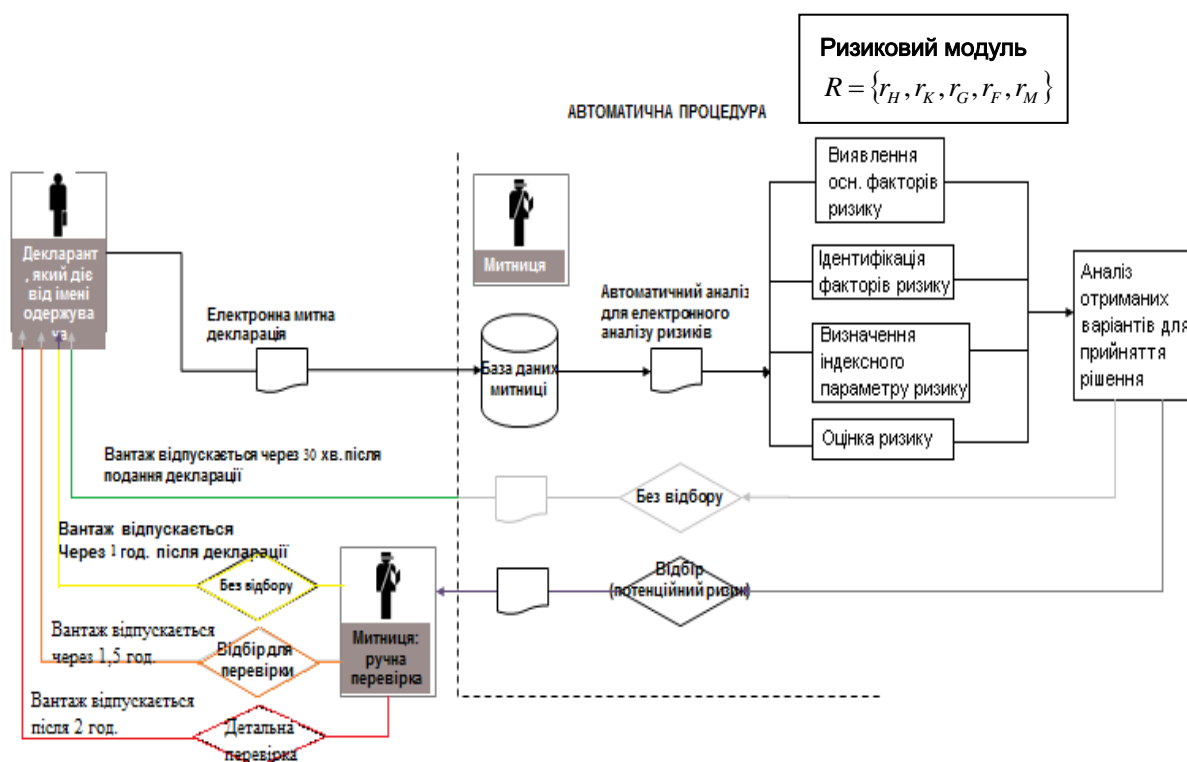 Ризиковий модуль
R = {r_H, r_K, r_G, r_F, r_M}
АВТОМАТИЧНА ПРОЦЕДУРА
Декларант
, який діє
від імені
одержува
ча
Митниця
Електронна митна
декларація
База даних
митниці
Автоматичний аналіз
для електронного
аналізу ризиків
Виявлення
осн. факторів
ризику
Ідентифікація
факторів ризику
Визначення
індексного
параметру ризику
Оцінка ризику
Аналіз
отриманих
варіантів для
прийняття
рішення
Вантаж відпускається через 30 хв. після
подання декларації
Без відбору
Вантаж відпускається
Через 1 год. після декларації
Без відбору
Відбір
(потенційний ризик)
Вантаж відпускається
через 1,5 год.
Відбір для
перевірки
Митниця:
ручна
перевірка
Вантаж відпускається
після 2 год.
Детальна
перевірка